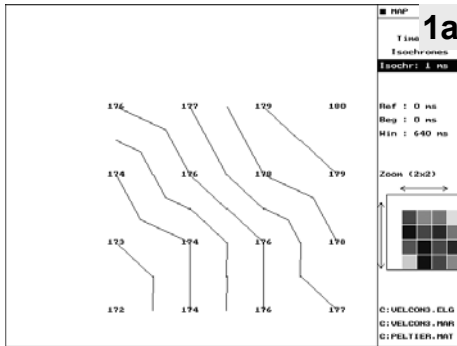 1a
■ MAP
Time
Isochrones
Isochr: 1 ms
Ref : 0 ms
Beg : 0 ms
Win : 640 ms
Zoom (2x2)
176 177 179 180
174 176 178 179
173 174 176 178
172 174 176 177
C:VELCON3.ELG
C:VELCON3.MAR
C:PELTIER.MAT